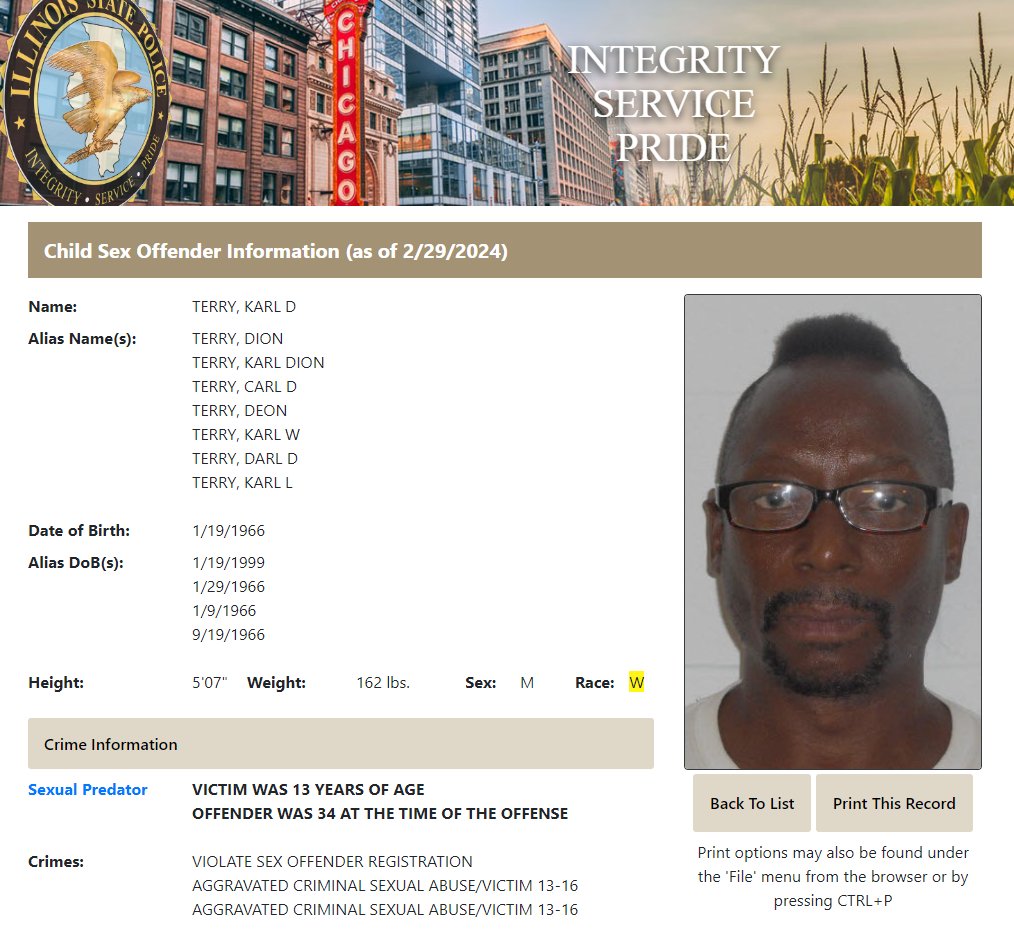 ILLINOIS STATE POLICE
INTEGRITY • SERVICE • PRIDE
CHICAGO
INTEGRITY
SERVICE
PRIDE
Child Sex Offender Information (as of 2/29/2024)
Name: TERRY, KARL D
Alias Name(s): TERRY, DION
TERRY, KARL DION
TERRY, CARL D
TERRY, DEON
TERRY, KARL W
TERRY, DARL D
TERRY, KARL L
Date of Birth: 1/19/1966
Alias DoB(s): 1/19/1999
1/29/1966
1/9/1966
9/19/1966
Height: 5'07" Weight: 162 lbs. Sex: M Race: W
Crime Information
Sexual Predator VICTIM WAS 13 YEARS OF AGE
OFFENDER WAS 34 AT THE TIME OF THE OFFENSE
Crimes: VIOLATE SEX OFFENDER REGISTRATION
AGGRAVATED CRIMINAL SEXUAL ABUSE/VICTIM 13-16
AGGRAVATED CRIMINAL SEXUAL ABUSE/VICTIM 13-16
Back To List
Print This Record
Print options may also be found under
the 'File' menu from the browser or by
pressing CTRL+P